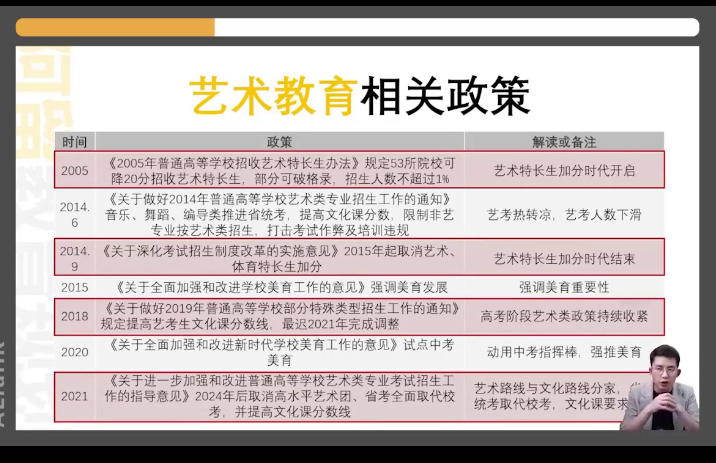 艺术教育相关政策
时间 政策 解读或备注
2005 《2005年普通高等学校招收艺术特长生办法》规定53所院校可 艺术特长生加分时代开启
降20分招收艺术特长生，部分可破格录，招生人数不超过1%
2014.6 《关于做好2014年普通高等学校艺术类专业招生工作的通知》 艺考热转凉，艺考人数下滑
音乐、舞蹈、编导类推进省统考，提高文化课分数，限制非艺
专业按艺术类招生，打击考试作弊及培训违规
2014.9 《关于深化考试招生制度改革的实施意见》2015年起取消艺术、 艺术特长生加分时代结束
体育特长生加分
2015 《关于全面加强和改进学校美育工作的意见》强调美育发展 强调美育重要性
2018 《关于做好2019年普通高等学校部分特殊类型招生工作的通知》 高考阶段艺术类政策持续收紧
规定提高艺考生文化课分数线，最迟2021年完成调整
2020 《关于全面加强和改进新时代学校美育工作的意见》试点中考 动用中考指挥棒，强推美育
美育
2021 《关于进一步加强和改进普通高等学校艺术类专业考试招生工 艺术路线与文化路线分家，
作的指导意见》2024年后取消高水平艺术团、省考全面取代校 统考取代校考，文化课要求
考，并提高文化课分数线